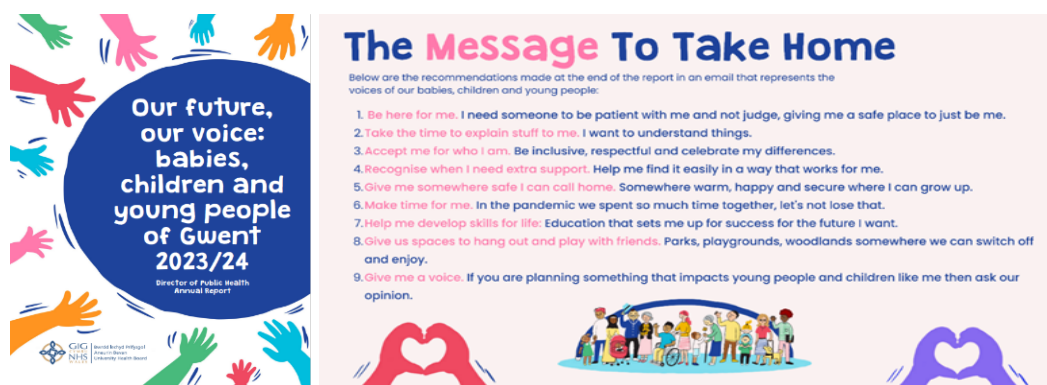 Our future,
our voice:
babies,
children and
young people
of Gwent
2023/24
Director of Public Health
Annual Report
GIG
CYMRU
NHS
WALES
Bwrdd Iechyd Prifysgol
Aneurin Bevan
University Health Board
The Message To Take Home
Below are the recommendations made at the end of the report in an email that represents the
voices of our babies, children and young people:
1. Be here for me. I need someone to be patient with me and not judge, giving me a safe place to just be me.
2. Take the time to explain stuff to me. I want to understand things.
3. Accept me for who I am. Be inclusive, respectful and celebrate my differences.
4. Recognise when I need extra support. Help me find it easily in a way that works for me.
5. Give me somewhere safe I can call home. Somewhere warm, happy and secure where I can grow up.
6. Make time for me. In the pandemic we spent so much time together, let's not lose that.
7. Help me develop skills for life: Education that sets me up for success for the future I want.
8. Give us spaces to hang out and play with friends. Parks, playgrounds, woodlands somewhere we can switch off
and enjoy.
9. Give me a voice. If you are planning something that impacts young people and children like me then ask our
opinion.